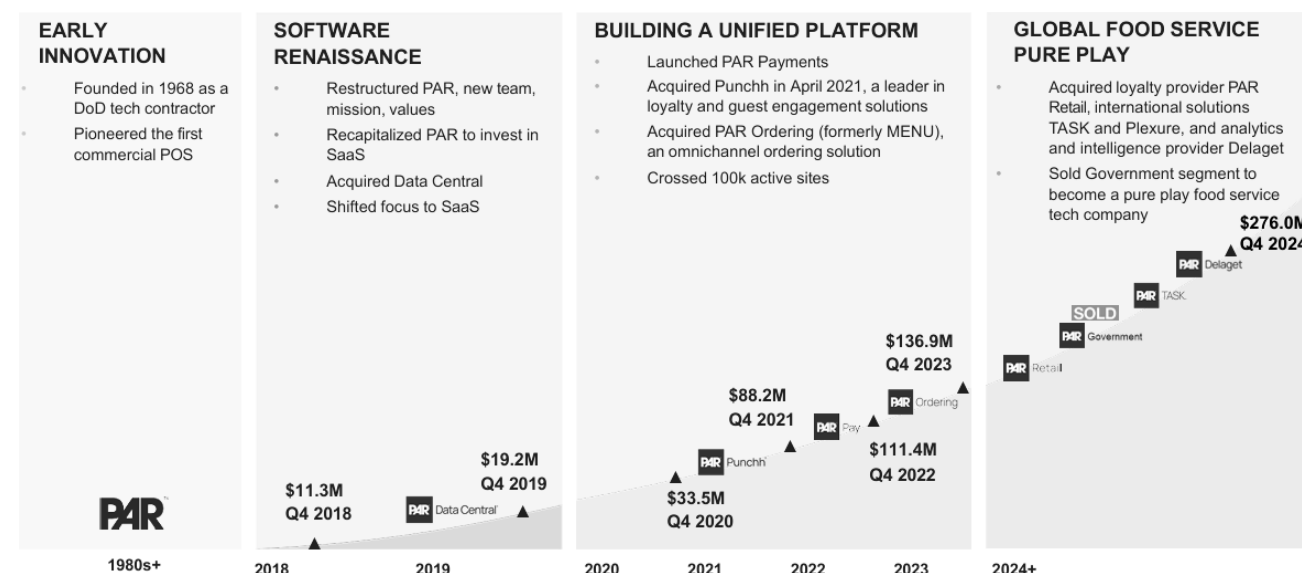 EARLY
INNOVATION
• Founded in 1968 as a
DoD tech contractor
• Pioneered the first
commercial POS
PAR
1980s+
SOFTWARE
RENAISSANCE
• Restructured PAR, new team,
mission, values
• Recapitalized PAR to invest in
SaaS
• Acquired Data Central
• Shifted focus to SaaS
$11.3M
Q4 2018
PAR Data Central
$19.2M
Q4 2019
2018
2019
BUILDING A UNIFIED PLATFORM
• Launched PAR Payments
• Acquired Punchh in April 2021, a leader in
loyalty and guest engagement solutions
• Acquired PAR Ordering (formerly MENU),
an omnichannel ordering solution
• Crossed 100k active sites
$33.5M
Q4 2020
PAR Punchh
$88.2M
Q4 2021
PAR Pay
$111.4M
Q4 2022
PAR Ordering
$136.9M
Q4 2023
2020
2021
2022
2023
GLOBAL FOOD SERVICE
PURE PLAY
• Acquired loyalty provider PAR
Retail, international solutions
TASK and Plexure, and analytics
and intelligence provider Delaget
• Sold Government segment to
become a pure play food service
tech company
PAR Retail
SOLD
PAR Government
PAR TASK
PAR Delaget
$276.0M
Q4 2024
2024+